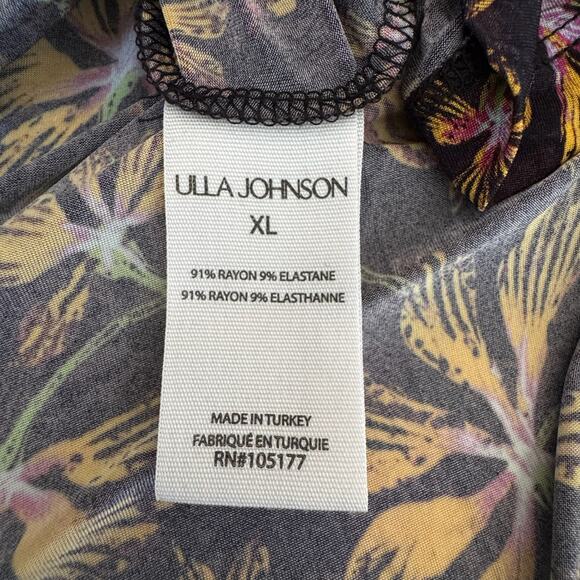 ULLA JOHNSON
XL
91% RAYON 9% ELASTANE
91% RAYON 9% ELASTHANNE
MADE IN TURKEY
FABRIQUÉ EN TURQUIE
RN#105177